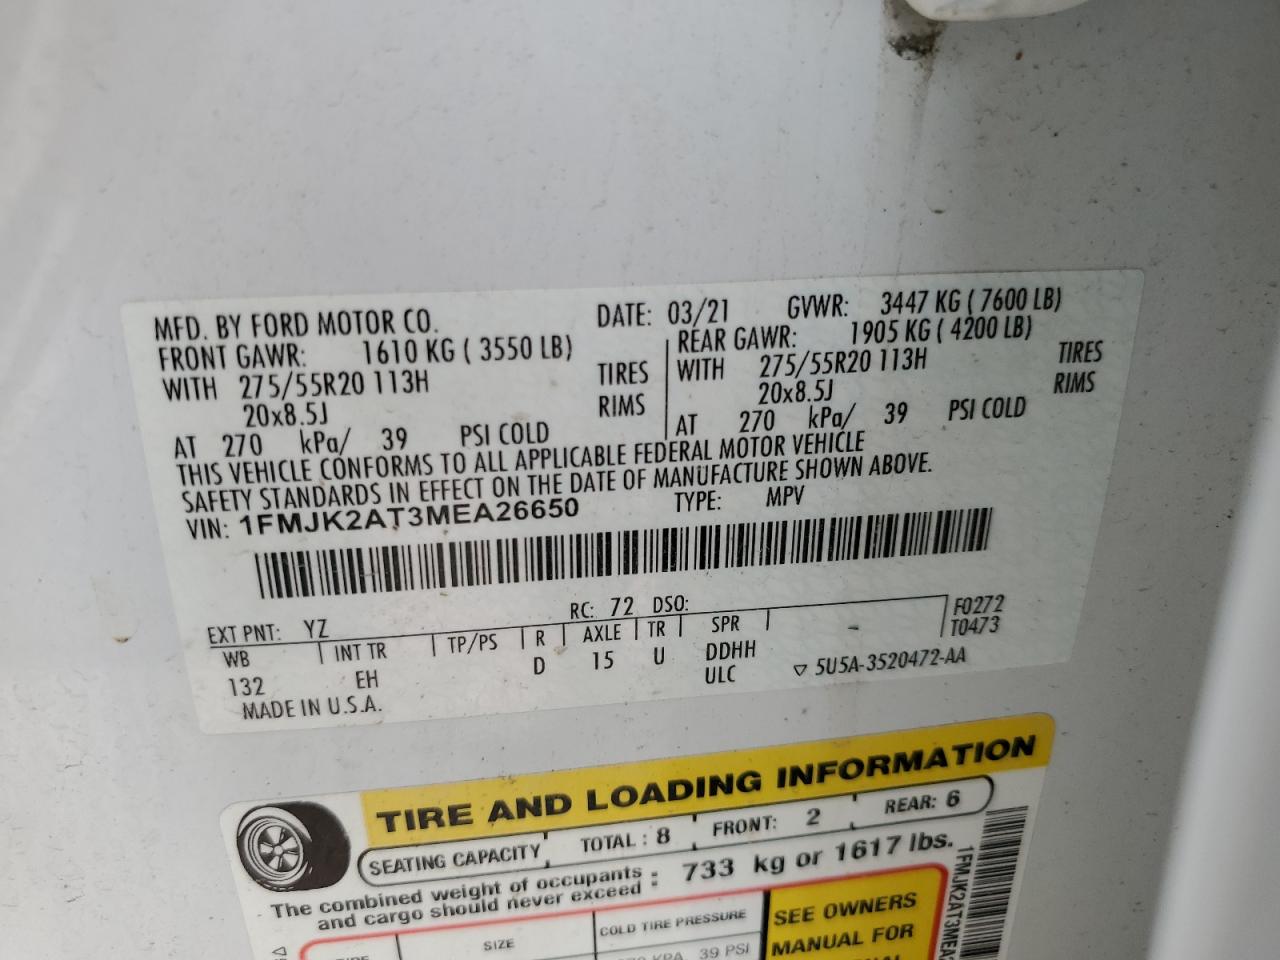 MFD. BY FORD MOTOR CO. DATE: 03/21 GVWR: 3447 KG ( 7600 LB)
FRONT GAWR: 1610 KG ( 3550 LB) REAR GAWR: 1905 KG ( 4200 LB)
WITH 275/55R20 113H TIRES WITH 275/55R20 113H TIRES
20x8.5J RIMS 20x8.5J RIMS
AT 270 kPa/ 39 PSI COLD AT 270 kPa/ 39 PSI COLD
THIS VEHICLE CONFORMS TO ALL APPLICABLE FEDERAL MOTOR VEHICLE
SAFETY STANDARDS IN EFFECT ON THE DATE OF MANUFACTURE SHOWN ABOVE.
VIN: 1FMJK2AT3MEA26650 TYPE: MPV
EXT PNT: YZ RC: 72 DSO: F0272
WB INT TR TP/PS R AXLE TR SPR T0473
132 EH D 15 U DDHH
ULC ▽ 5U5A-3520472-AA
MADE IN U.S.A.
TIRE AND LOADING INFORMATION
SEATING CAPACITY TOTAL : 8 FRONT: 2 REAR: 6
The combined weight of occupants and cargo should never exceed : 733 kg or 1617 lbs.
SIZE COLD TIRE PRESSURE
39 PSI
SEE OWNERS
MANUAL FOR
1FMJK2AT3MEA